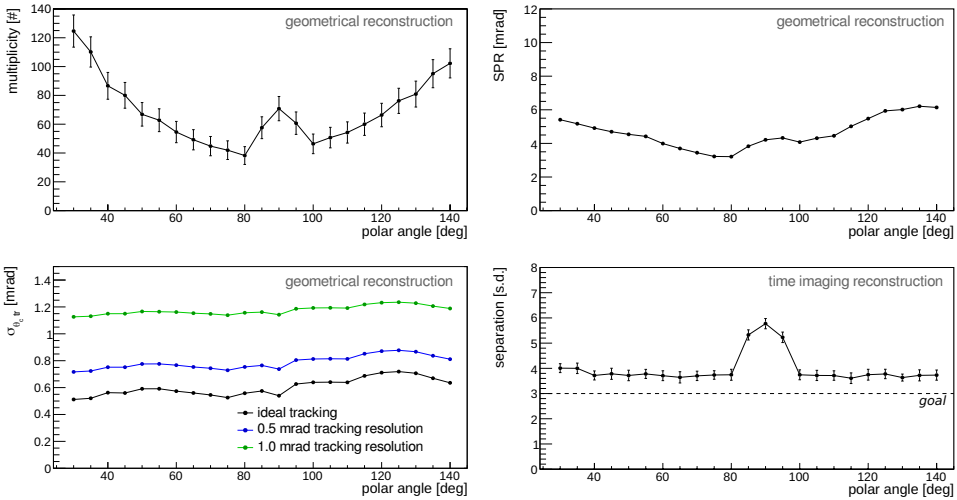 geometrical reconstruction
multiplicity [#]
140
120
100
80
60
40
20
0
40 60 80 100 120 140
polar angle [deg]
geometrical reconstruction
SPR [mrad]
12
10
8
6
4
2
0
40 60 80 100 120 140
polar angle [deg]
geometrical reconstruction
σθc tr [mrad]
1.4
1.2
1
0.8
0.6
0.4
0.2
0
ideal tracking
0.5 mrad tracking resolution
1.0 mrad tracking resolution
40 60 80 100 120 140
polar angle [deg]
time imaging reconstruction
separation [s.d.]
8
7
6
5
4
3
2
1
0
goal
40 60 80 100 120 140
polar angle [deg]